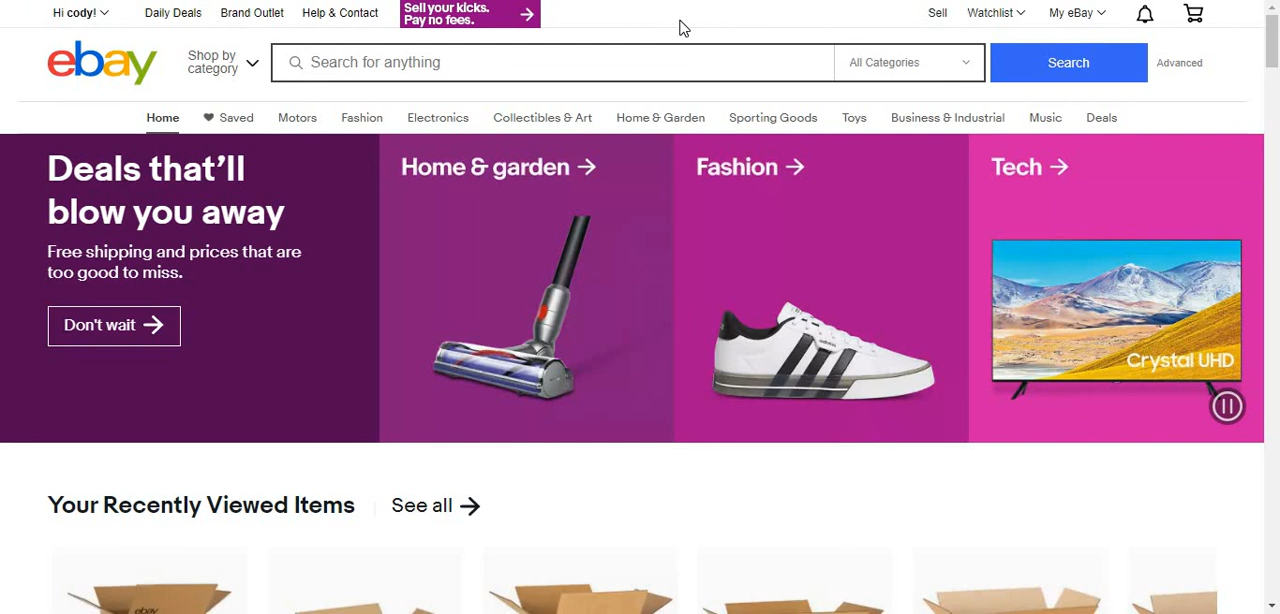 Hi cody!
Daily Deals
Brand Outlet
Help & Contact
Sell your kicks.
Pay no fees.
Sell
Watchlist
My eBay
ebay
Shop by
category
Search for anything
All Categories
Search
Advanced
Home
Saved
Motors
Fashion
Electronics
Collectibles & Art
Home & Garden
Sporting Goods
Toys
Business & Industrial
Music
Deals
Deals that'll
blow you away
Free shipping and prices that are
too good to miss.
Don't wait
Home & garden
Fashion
Tech
adidas
Crystal UHD
Your Recently Viewed Items
See all
ebay